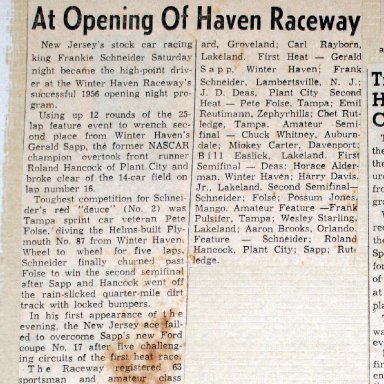 At Opening Of Haven Raceway
New Jersey's stock car racing
king Frankie Schneider Saturday
night became the high-point driv-
er at the Winter Haven Raceway's
successful 1956 opening night pro-
gram.
Using up 12 rounds of the 25-
lap feature event to wrench sec-
ond place from Winter Haven's
Gerald Sapp, the former NASCAR
champion overtook front runner
Roland Hancock of Plant City and
broke clear of the 14-car field on
lap number 16.
Toughest competition for Schnei-
der's red "deuce" (No. 2) was
Tampa sprint car veteran Pete
Folse, diving the Helms-built Ply-
mouth No. 87 from Winter Haven.
Wheel to wheel for five laps,
Schneider finally churned past
Folse to win the second semifinal
after Sapp and Hancock went off
the rain-slicked quarter-mile dirt
track with locked bumpers.
In his first appearance of the
evening, the New Jersey ace fail-
ed to overcome Sapp's new Ford
coupe No. 17 after five challeng-
ing circuits of the first heat race.
The Raceway registered 63
sportsman and amateur class
ard, Groveland; Carl Rayborn,
Lakeland. First Heat — Gerald
Sapp, Winter Haven; Frank
Schneider, Lambertsville, N. J.;
J. D. Deas, Plant City Second
Heat — Pete Folse, Tampa; Emil
Reutimann, Zephyrhills; Chet Rut-
ledge, Tampa. Amateur Semi-
final — Chuck Whitney, Auburn-
dale; Miokey Carter, Davenport;
Bill Easlick, Lakeland. First
Semifinal — Deas; Horace Alder-
man, Winter Haven; Harry Davis,
Jr., Lakeland. Second Semifinal—
Schneider; Folse; Possum Jones,
Mango. Amateur Feature —Frank
Pulsifer, Tampa; Wesley Starling,
Lakeland; Aaron Brooks, Orlando.
Feature — Schneider; Roland
Hancock, Plant City; Sapp; Rut-
ledge.